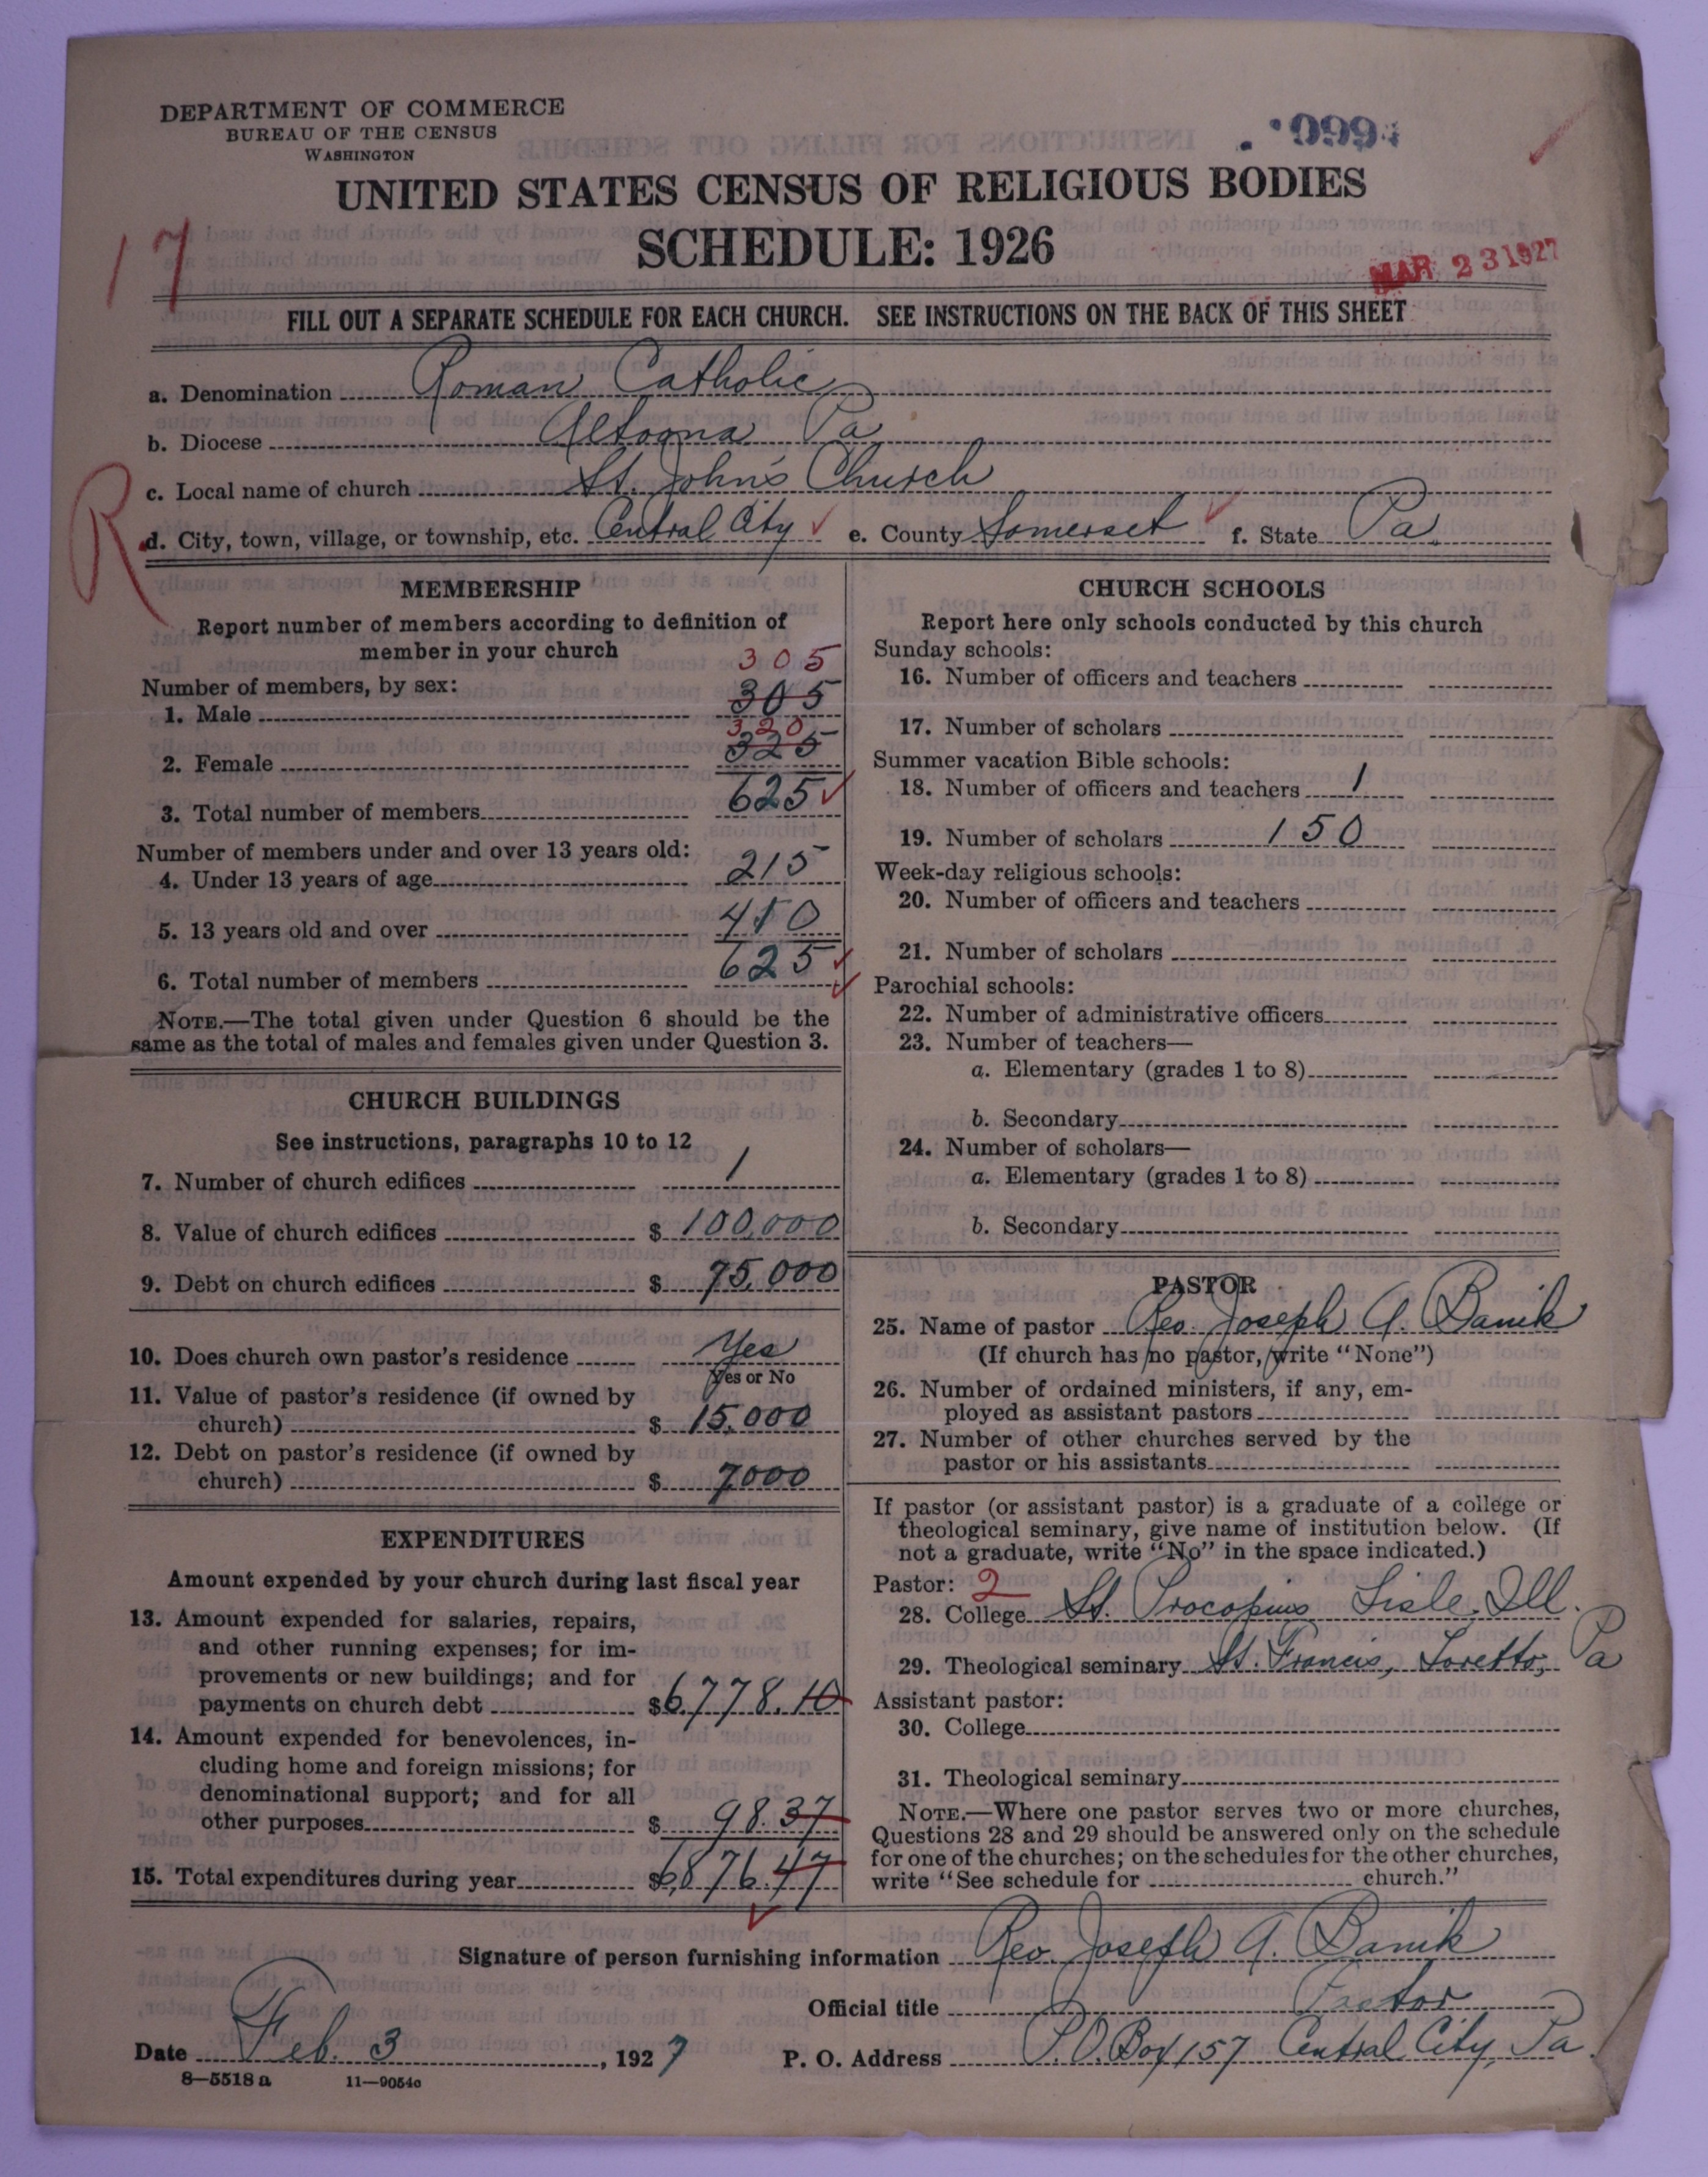 DEPARTMENT OF COMMERCE
BUREAU OF THE CENSUS
WASHINGTON
UNITED STATES CENSUS OF RELIGIOUS BODIES
SCHEDULE: 1926
17
MAR 23 1927
FILL OUT A SEPARATE SCHEDULE FOR EACH CHURCH. SEE INSTRUCTIONS ON THE BACK OF THIS SHEET
a. Denomination Roman Catholic
b. Diocese Altoona Pa
c. Local name of church St. John's Church
R
d. City, town, village, or township, etc. Central City e. County Somerset f. State Pa.
MEMBERSHIP
Report number of members according to definition of
member in your church
305
Number of members, by sex:
1. Male 305
320
2. Female 325
3. Total number of members 625
Number of members under and over 13 years old:
4. Under 13 years of age 215
5. 13 years old and over 410
6. Total number of members 625
NOTE.—The total given under Question 6 should be the
same as the total of males and females given under Question 3.
CHURCH BUILDINGS
See instructions, paragraphs 10 to 12
7. Number of church edifices 1
8. Value of church edifices $ 100,000
9. Debt on church edifices $ 75,000
10. Does church own pastor's residence Yes
Yes or No
11. Value of pastor's residence (if owned by
church) $ 15,000
12. Debt on pastor's residence (if owned by
church) $ 7,000
EXPENDITURES
Amount expended by your church during last fiscal year
13. Amount expended for salaries, repairs,
and other running expenses; for im-
provements or new buildings; and for
payments on church debt $6,778.10
14. Amount expended for benevolences, in-
cluding home and foreign missions; for
denominational support; and for all
other purposes $ 98.37
15. Total expenditures during year $6,876.47
CHURCH SCHOOLS
Report here only schools conducted by this church
Sunday schools:
16. Number of officers and teachers
17. Number of scholars
Summer vacation Bible schools:
18. Number of officers and teachers 1
19. Number of scholars 150
Week-day religious schools:
20. Number of officers and teachers
21. Number of scholars
Parochial schools:
22. Number of administrative officers
23. Number of teachers—
a. Elementary (grades 1 to 8)
b. Secondary
24. Number of scholars—
a. Elementary (grades 1 to 8)
b. Secondary
PASTOR
25. Name of pastor Rev. Joseph A. Banik
(If church has no pastor, write "None")
26. Number of ordained ministers, if any, em-
ployed as assistant pastors
27. Number of other churches served by the
pastor or his assistants
If pastor (or assistant pastor) is a graduate of a college or
theological seminary, give name of institution below. (If
not a graduate, write "No" in the space indicated.)
Pastor: 2
28. College St. Procopius Lisle, Ill.
29. Theological seminary St. Francis, Loretto, Pa
Assistant pastor:
30. College
31. Theological seminary
NOTE.—Where one pastor serves two or more churches,
Questions 28 and 29 should be answered only on the schedule
for one of the churches; on the schedules for the other churches,
write "See schedule for church."
Signature of person furnishing information Rev. Joseph A. Banik
Official title Pastor
Date Feb. 3, 1927 P. O. Address P.O. Box 157 Central City, Pa.
8—5518a 11—9054c